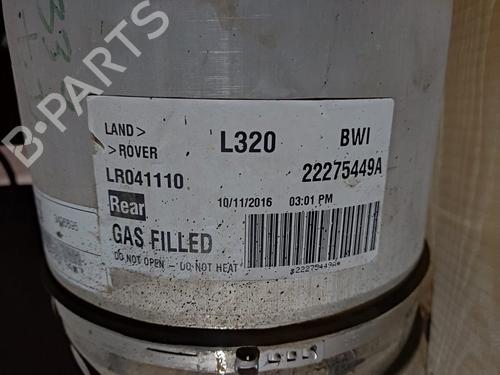 B-PARTS
LAND> L320 BWI
>ROVER
LR041110 22275449A
Rear 10/11/2016 03:01 PM
GAS FILLED
DO NOT OPEN - DO NOT HEAT *22275449A*